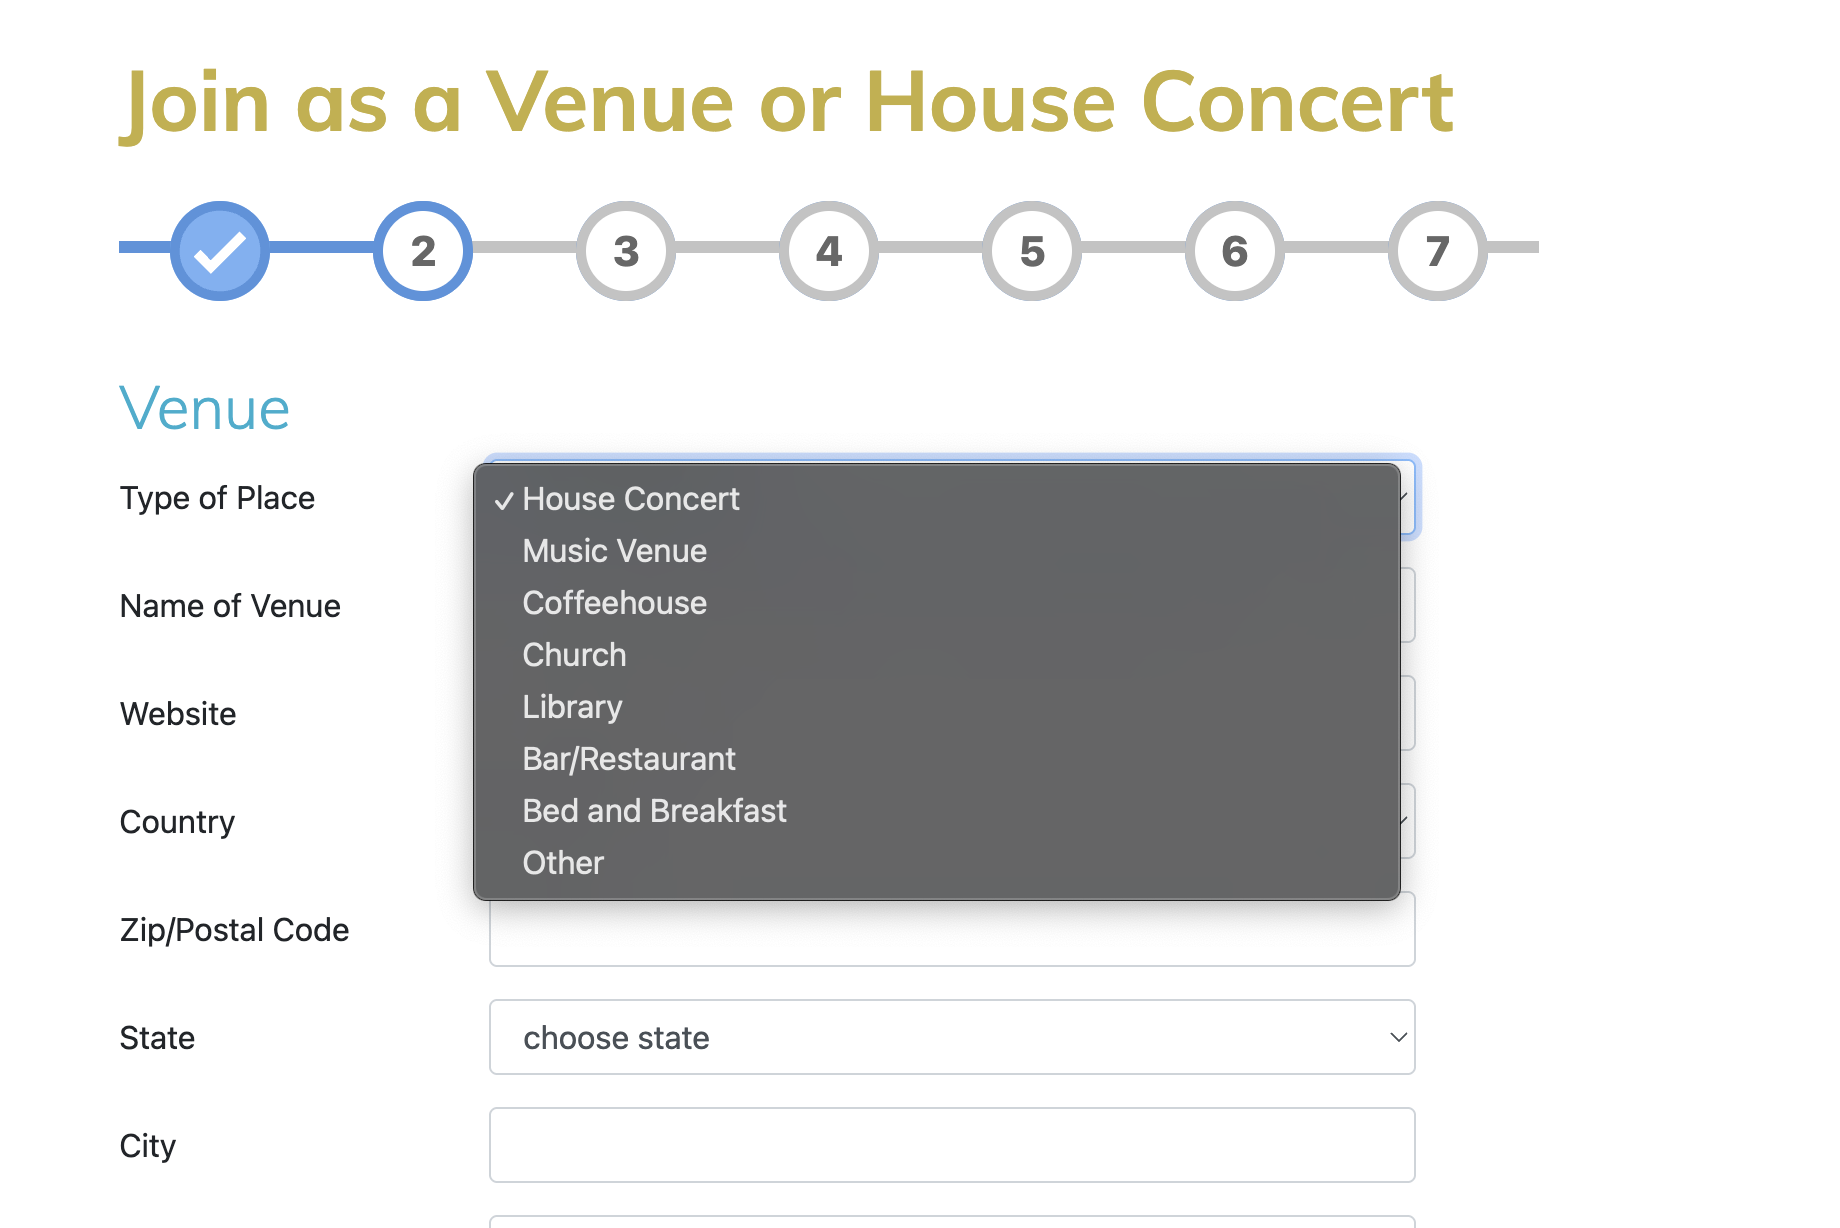 Join as a Venue or House Concert
2 3 4 5 6 7
Venue
Type of Place
✓ House Concert
Music Venue
Coffeehouse
Church
Library
Bar/Restaurant
Bed and Breakfast
Other
Name of Venue
Website
Country
Zip/Postal Code
State
choose state
City